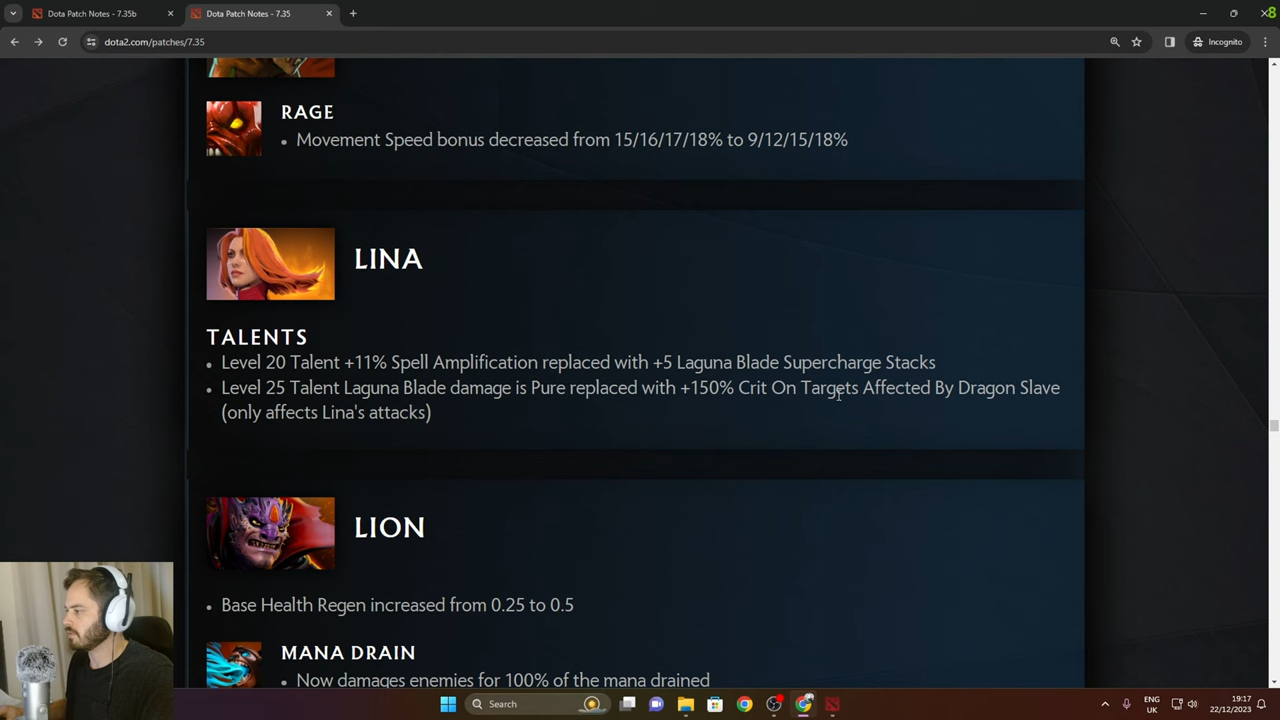 Dota Patch Notes - 7.35b
Dota Patch Notes - 7.35
8
dota2.com/patches/7.35
Incognito
RAGE
• Movement Speed bonus decreased from 15/16/17/18% to 9/12/15/18%
LINA
TALENTS
• Level 20 Talent +11% Spell Amplification replaced with +5 Laguna Blade Supercharge Stacks
• Level 25 Talent Laguna Blade damage is Pure replaced with +150% Crit On Targets Affected By Dragon Slave
(only affects Lina's attacks)
LION
• Base Health Regen increased from 0.25 to 0.5
MANA DRAIN
• Now damages enemies for 100% of the mana drained
Search
ENG
UK
19:17
22/12/2023